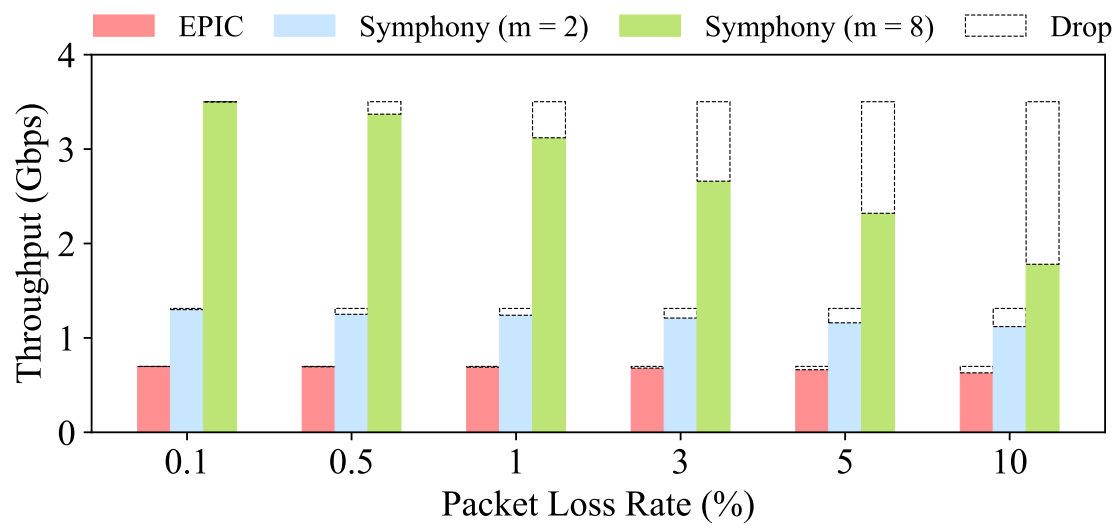 EPIC Symphony (m = 2) Symphony (m = 8) Drop
Throughput (Gbps)
4
3
2
1
0
0.1 0.5 1 3 5 10
Packet Loss Rate (%)